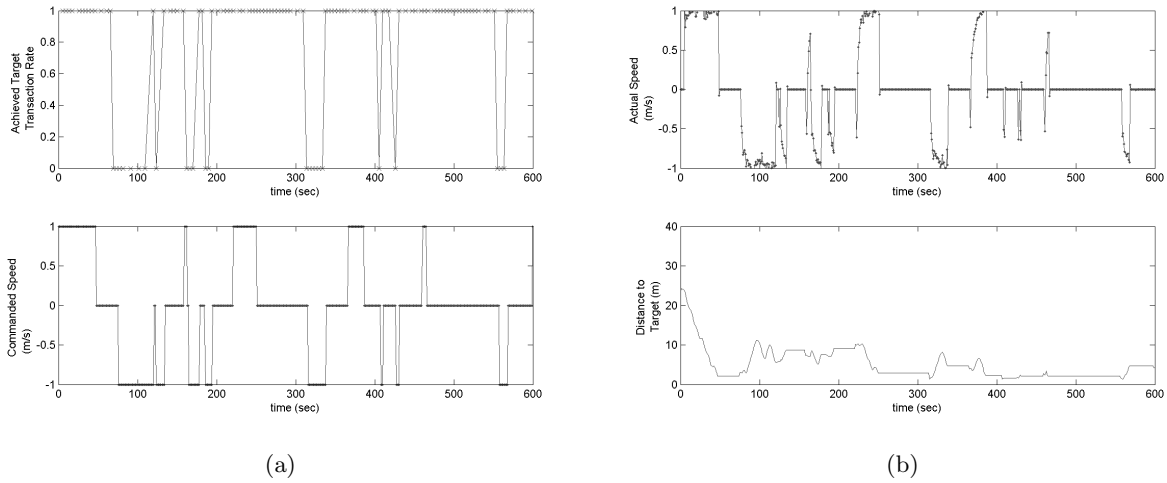 1
0.8
0.6
0.4
0.2
0
Achieved Target
Transaction Rate
0 100 200 300 400 500 600
time (sec)
1
0.5
0
-0.5
-1
Commanded Speed
(m/s)
0 100 200 300 400 500 600
time (sec)
(a)
1
0.5
0
-0.5
-1
Actual Speed
(m/s)
0 100 200 300 400 500 600
time (sec)
40
30
20
10
0
Distance to
Target (m)
0 100 200 300 400 500 600
time (sec)
(b)